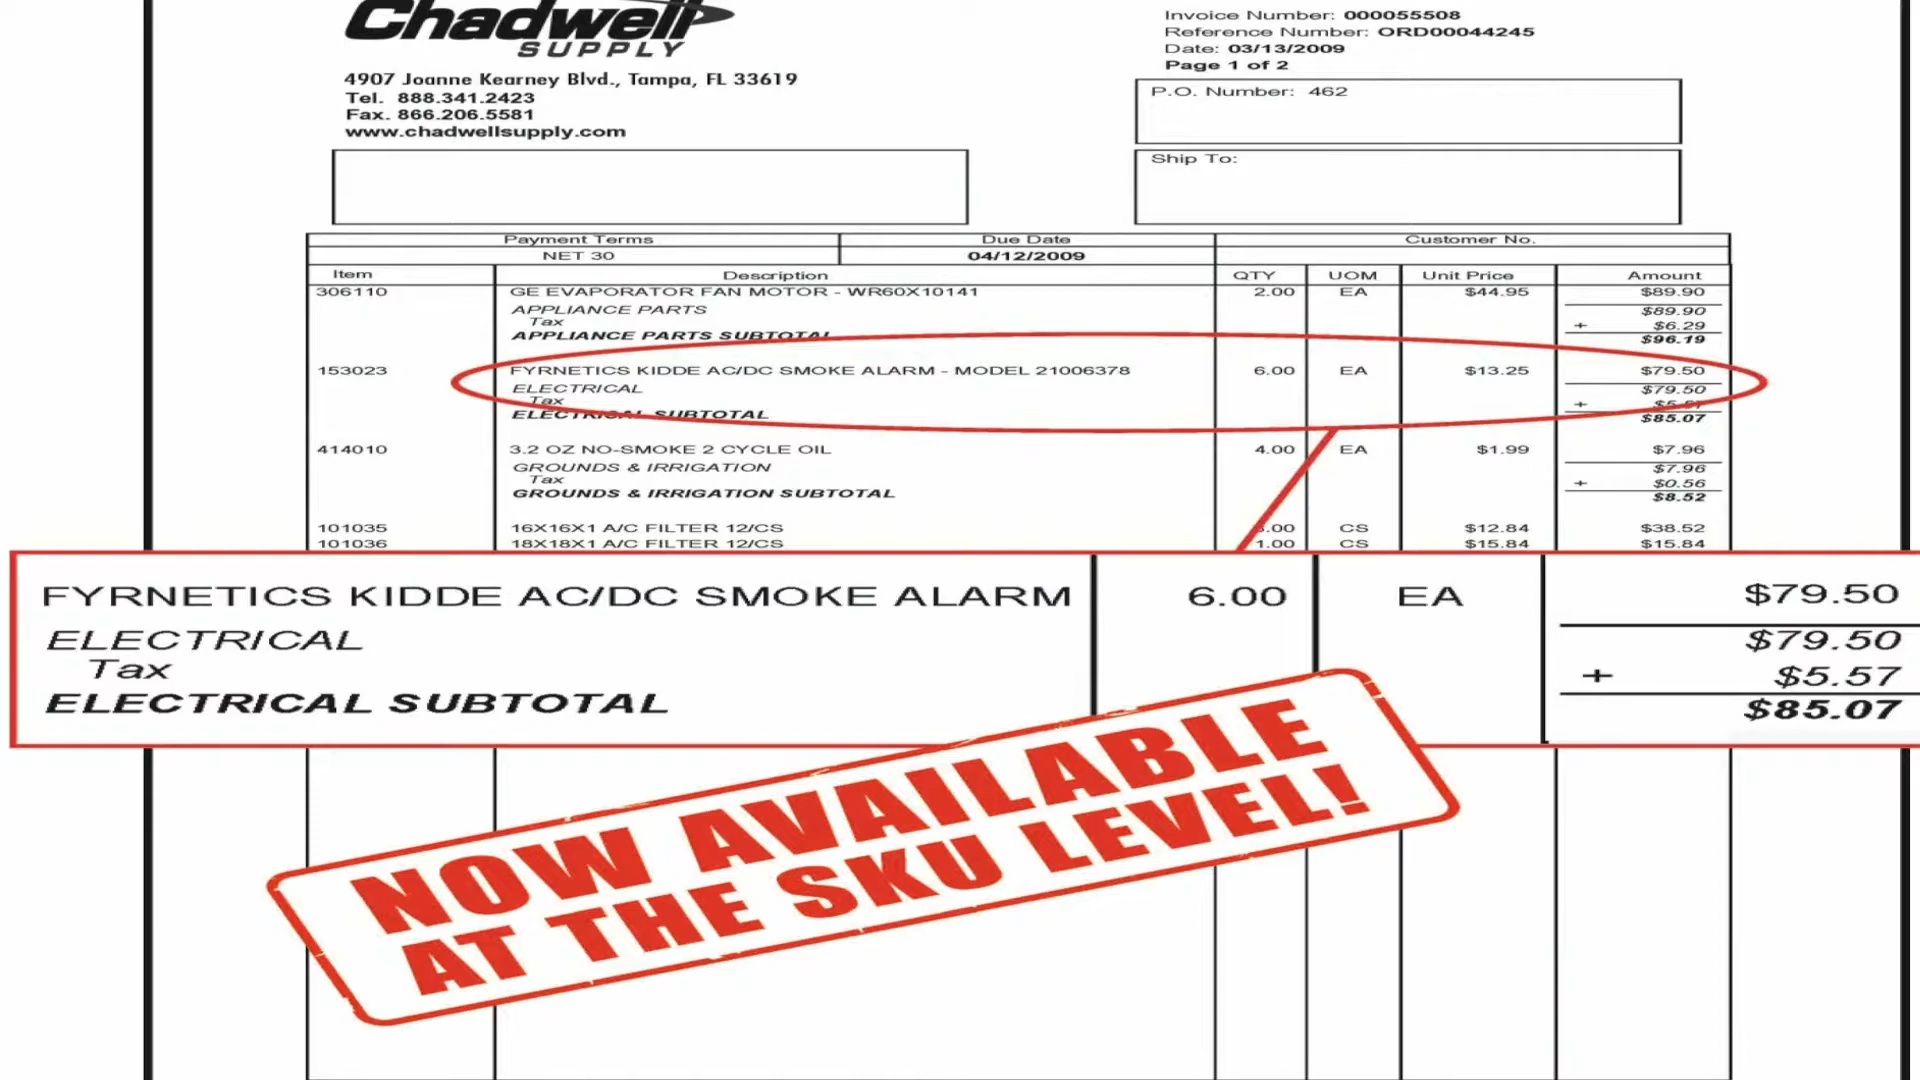 Chadwell
SUPPLY
4907 Joanne Kearney Blvd., Tampa, FL 33619
Tel. 888.341.2423
Fax. 866.206.5581
www.chadwellsupply.com
Invoice Number: 000055508
Reference Number: ORD00044245
Date: 03/13/2009
Page 1 of 2
P.O. Number: 462
Ship To:
Payment Terms Due Date Customer No.
NET 30 04/12/2009
Item Description QTY UOM Unit Price Amount
306110 GE EVAPORATOR FAN MOTOR - WR60X10141 2.00 EA $44.95 $89.90
APPLIANCE PARTS $89.90
Tax + $6.29
APPLIANCE PARTS SUBTOTAL $96.19
153023 FYRNETICS KIDDE AC/DC SMOKE ALARM - MODEL 21006378 6.00 EA $13.25 $79.50
ELECTRICAL $79.50
Tax + $5.57
ELECTRICAL SUBTOTAL $85.07
414010 3.2 OZ NO-SMOKE 2 CYCLE OIL 4.00 EA $1.99 $7.96
GROUNDS & IRRIGATION $7.96
Tax + $0.56
GROUNDS & IRRIGATION SUBTOTAL $8.52
101035 16X16X1 A/C FILTER 12/CS 3.00 CS $12.84 $38.52
101036 18X18X1 A/C FILTER 12/CS 1.00 CS $15.84 $15.84
FYRNETICS KIDDE AC/DC SMOKE ALARM 6.00 EA $79.50
ELECTRICAL $79.50
Tax + $5.57
ELECTRICAL SUBTOTAL $85.07
NOW AVAILABLE
AT THE SKU LEVEL!